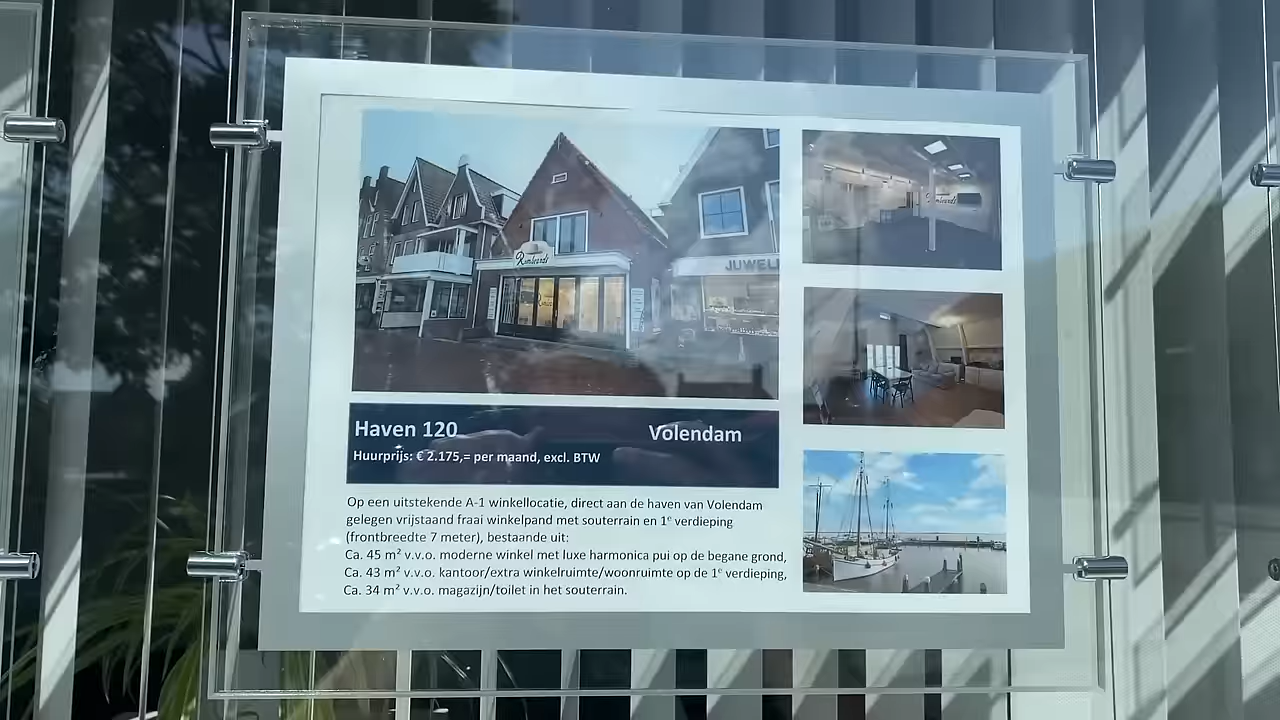 Rembrandt
JUWELI
Haven 120 Volendam
Huurprijs: € 2.175,= per maand, excl. BTW
Op een uitstekende A-1 winkellocatie, direct aan de haven van Volendam
gelegen vrijstaand fraai winkelpand met souterrain en 1e verdieping
(frontbreedte 7 meter), bestaande uit:
Ca. 45 m² v.v.o. moderne winkel met luxe harmonica pui op de begane grond,
Ca. 43 m² v.v.o. kantoor/extra winkelruimte/woonruimte op de 1e verdieping,
Ca. 34 m² v.v.o. magazijn/toilet in het souterrain.